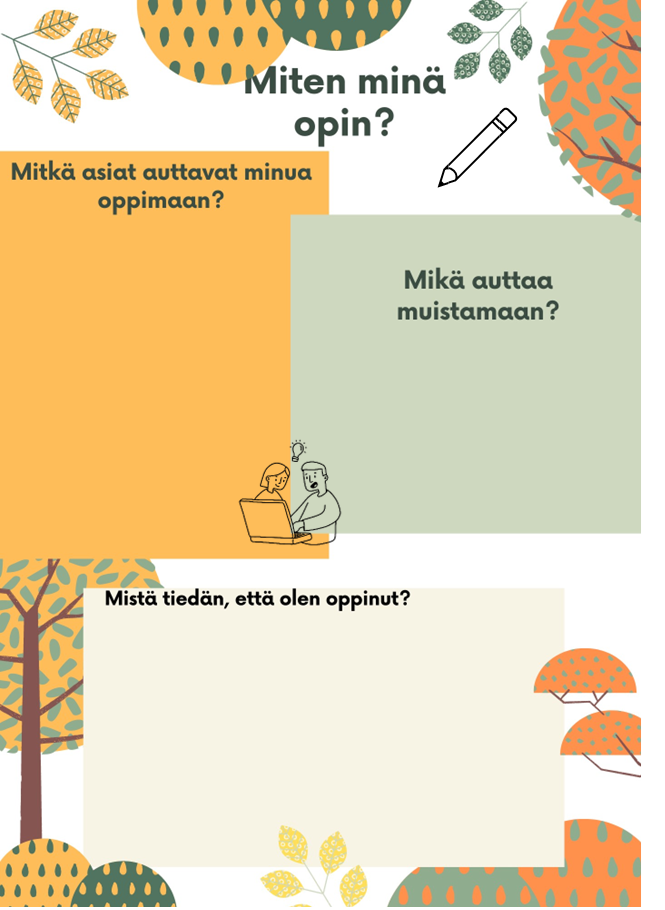 Miten minä
opin?
Mitkä asiat auttavat minua
oppimaan?
Mikä auttaa
muistamaan?
Mistä tiedän, että olen oppinut?